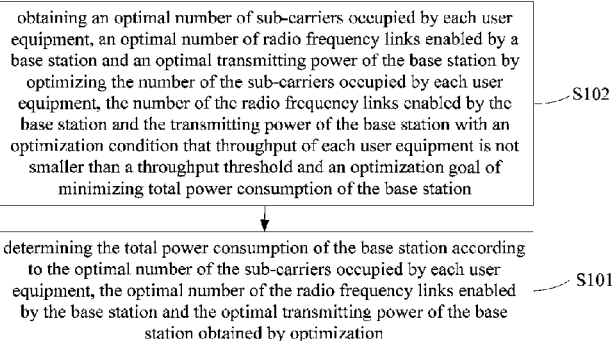 obtaining an optimal number of sub-carriers occupied by each user
equipment, an optimal number of radio frequency links enabled by a
base station and an optimal transmitting power of the base station by
optimizing the number of the sub-carriers occupied by each user
equipment, the number of the radio frequency links enabled by the
base station and the transmitting power of the base station with an
optimization condition that throughput of each user equipment is not
smaller than a throughput threshold and an optimization goal of
minimizing total power consumption of the base station
S102
determining the total power consumption of the base station according
to the optimal number of the sub-carriers occupied by each user
equipment, the optimal number of the radio frequency links enabled
by the base station and the optimal transmitting power of the base
station obtained by optimization
S101